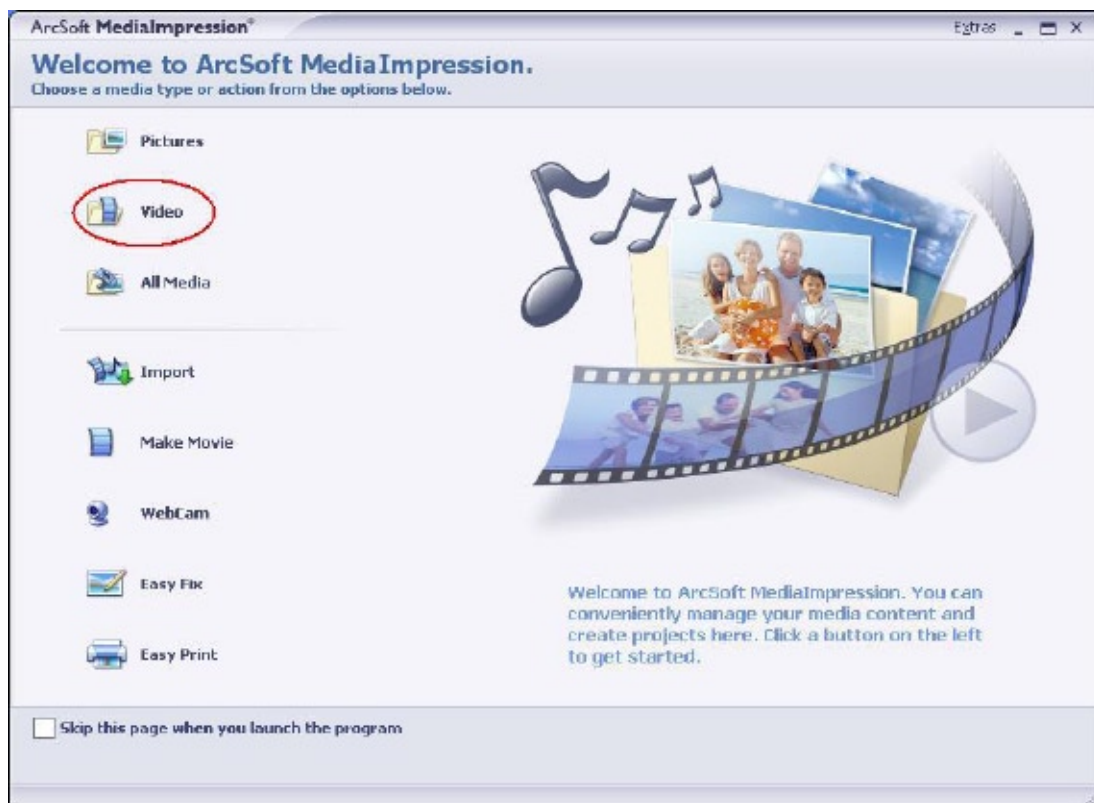 ArcSoft MediaImpression®
Extras
Welcome to ArcSoft MediaImpression.
Choose a media type or action from the options below.
Pictures
Video
All Media
Import
Make Movie
WebCam
Easy Fix
Easy Print
Welcome to ArcSoft MediaImpression. You can
conveniently manage your media content and
create projects here. Click a button on the left
to get started.
Skip this page when you launch the program